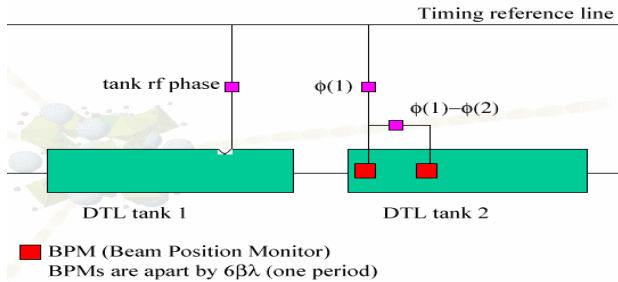 Timing reference line
tank rf phase
ϕ(1)
ϕ(1)−ϕ(2)
DTL tank 1
DTL tank 2
BPM (Beam Position Monitor)
BPMs are apart by 6βλ (one period)